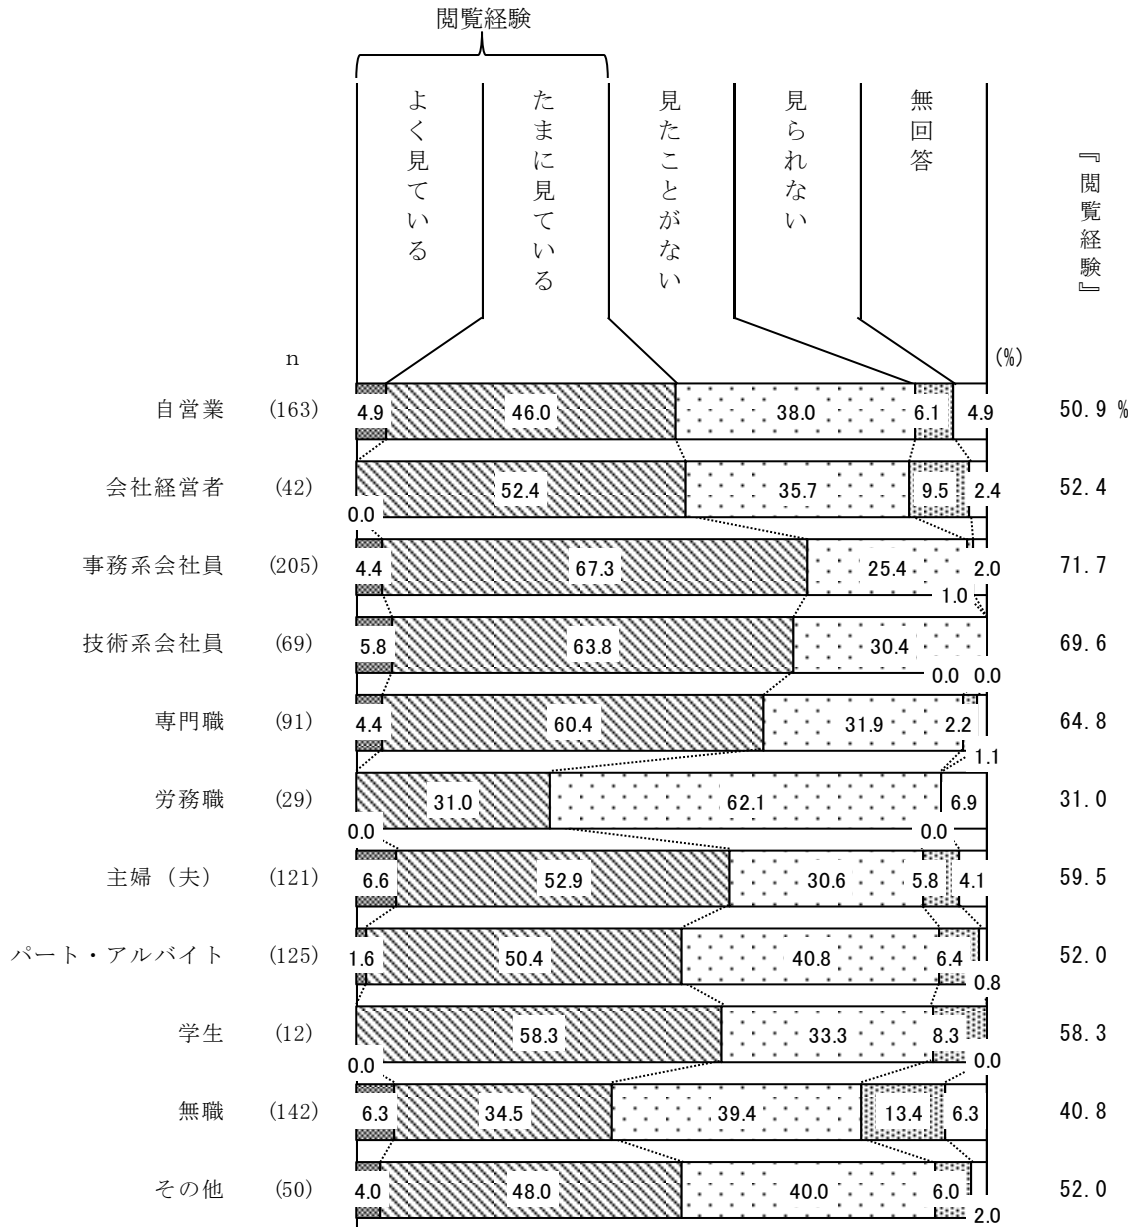 閲覧経験
よく見ている
たまに見ている
見たことがない
見られない
無回答
『閲覧経験』
n
(%)
自営業 (163) 4.9 46.0 38.0 6.1 4.9 50.9 %
会社経営者 (42) 0.0 52.4 35.7 9.5 2.4 52.4
事務系会社員 (205) 4.4 67.3 25.4 1.0 2.0 71.7
技術系会社員 (69) 5.8 63.8 30.4 0.0 0.0 69.6
専門職 (91) 4.4 60.4 31.9 2.2 1.1 64.8
労務職 (29) 0.0 31.0 62.1 0.0 6.9 31.0
主婦（夫） (121) 6.6 52.9 30.6 5.8 4.1 59.5
パート・アルバイト (125) 1.6 50.4 40.8 6.4 0.8 52.0
学生 (12) 0.0 58.3 33.3 8.3 0.0 58.3
無職 (142) 6.3 34.5 39.4 13.4 6.3 40.8
その他 (50) 4.0 48.0 40.0 6.0 2.0 52.0